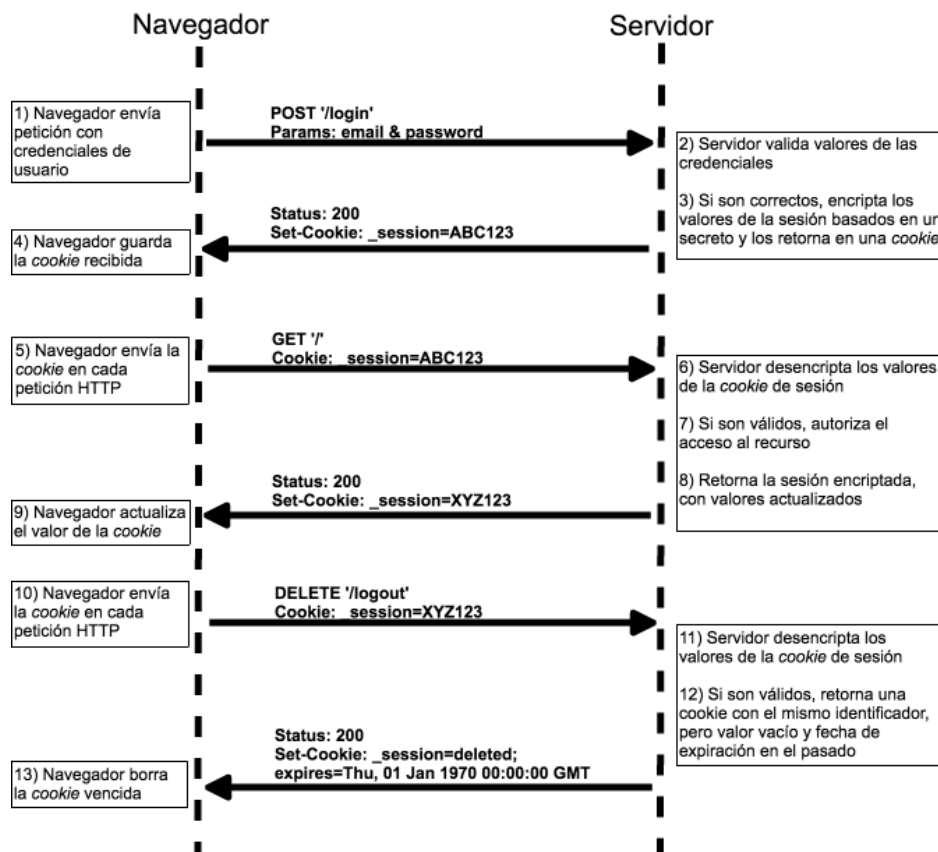 Navegador
Servidor
1) Navegador envía
petición con
credenciales de
usuario
POST '/login'
Params: email & password
2) Servidor valida valores de las
credenciales
3) Si son correctos, encripta los
valores de la sesión basados en un
secreto y los retorna en una cookie
Status: 200
Set-Cookie: _session=ABC123
4) Navegador guarda
la cookie recibida
GET '/'
Cookie: _session=ABC123
5) Navegador envía la
cookie en cada
petición HTTP
6) Servidor desencripta los valores
de la cookie de sesión
7) Si son válidos, autoriza el
acceso al recurso
8) Retorna la sesión encriptada,
con valores actualizados
Status: 200
Set-Cookie: _session=XYZ123
9) Navegador actualiza
el valor de la cookie
10) Navegador envía
la cookie en cada
petición HTTP
DELETE '/logout'
Cookie: _session=XYZ123
11) Servidor desencripta los
valores de la cookie de sesión
12) Si son válidos, retorna una
cookie con el mismo identificador,
pero valor vacío y fecha de
expiración en el pasado
Status: 200
Set-Cookie: _session=deleted;
expires=Thu, 01 Jan 1970 00:00:00 GMT
13) Navegador borra
la cookie vencida